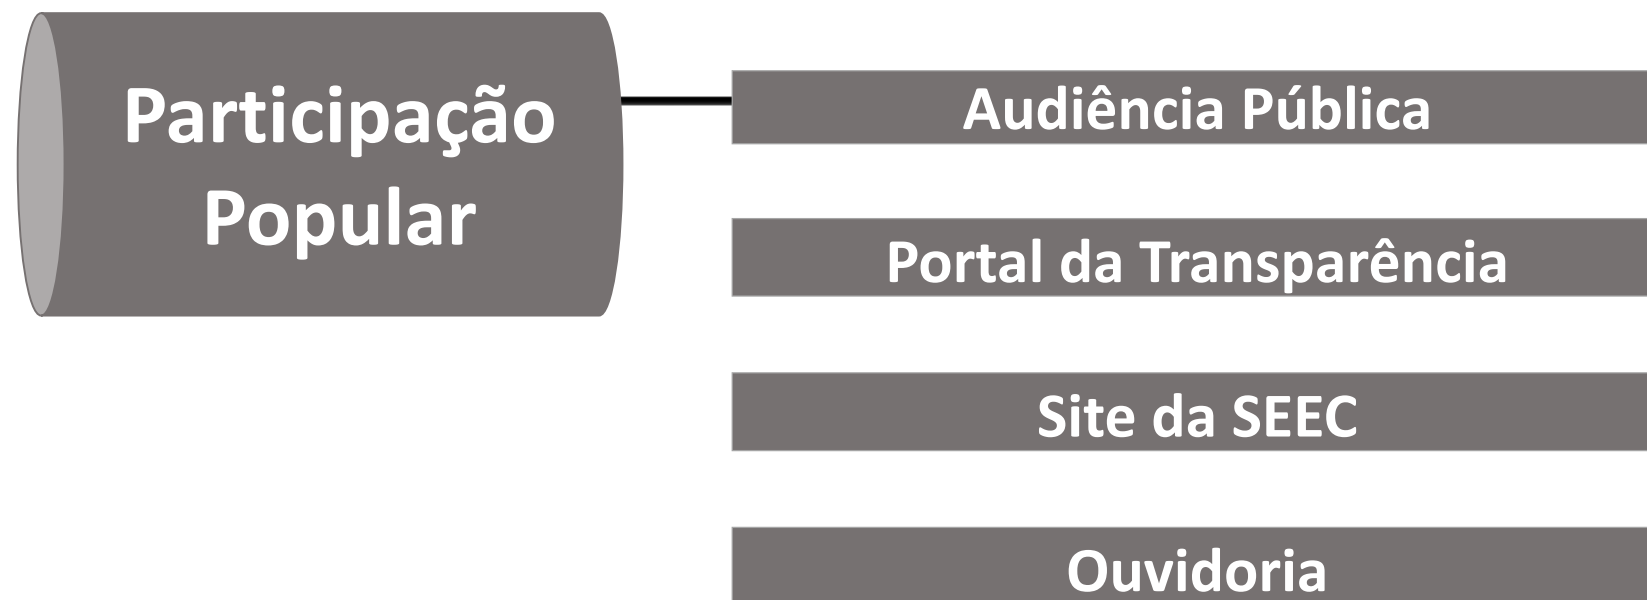 Participação
Popular
Audiência Pública
Portal da Transparência
Site da SEEC
Ouvidoria